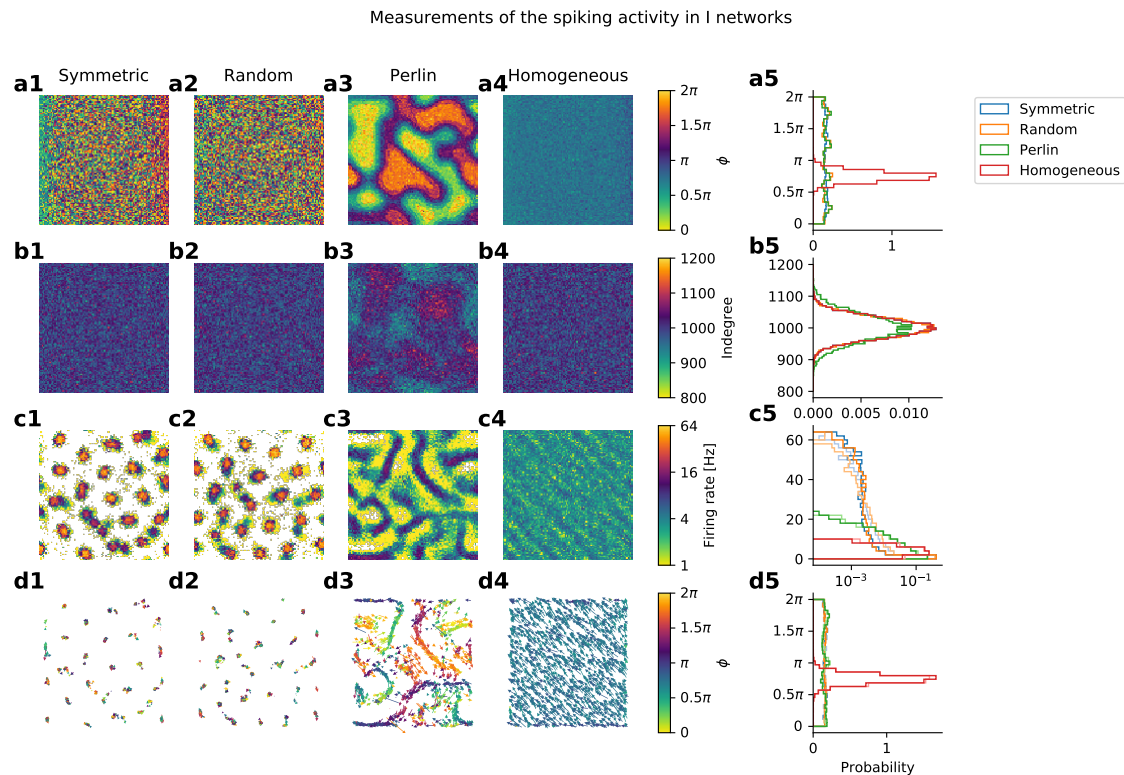 Measurements of the spiking activity in I networks
a1 Symmetric a2 Random a3 Perlin a4 Homogeneous
2π
1.5π
π
0.5π
0
ϕ
a5
2π
1.5π
π
0.5π
0
0 1
Symmetric
Random
Perlin
Homogeneous
b1 b2 b3 b4
1200
1100
1000
900
800
Indegree
b5
1200
1100
1000
900
800
0.000 0.005 0.010
c1 c2 c3 c4
64
16
4
1
Firing rate [Hz]
c5
60
40
20
0
10⁻³ 10⁻¹
d1 d2 d3 d4
2π
1.5π
π
0.5π
0
ϕ
d5
2π
1.5π
π
0.5π
0
0 1
Probability